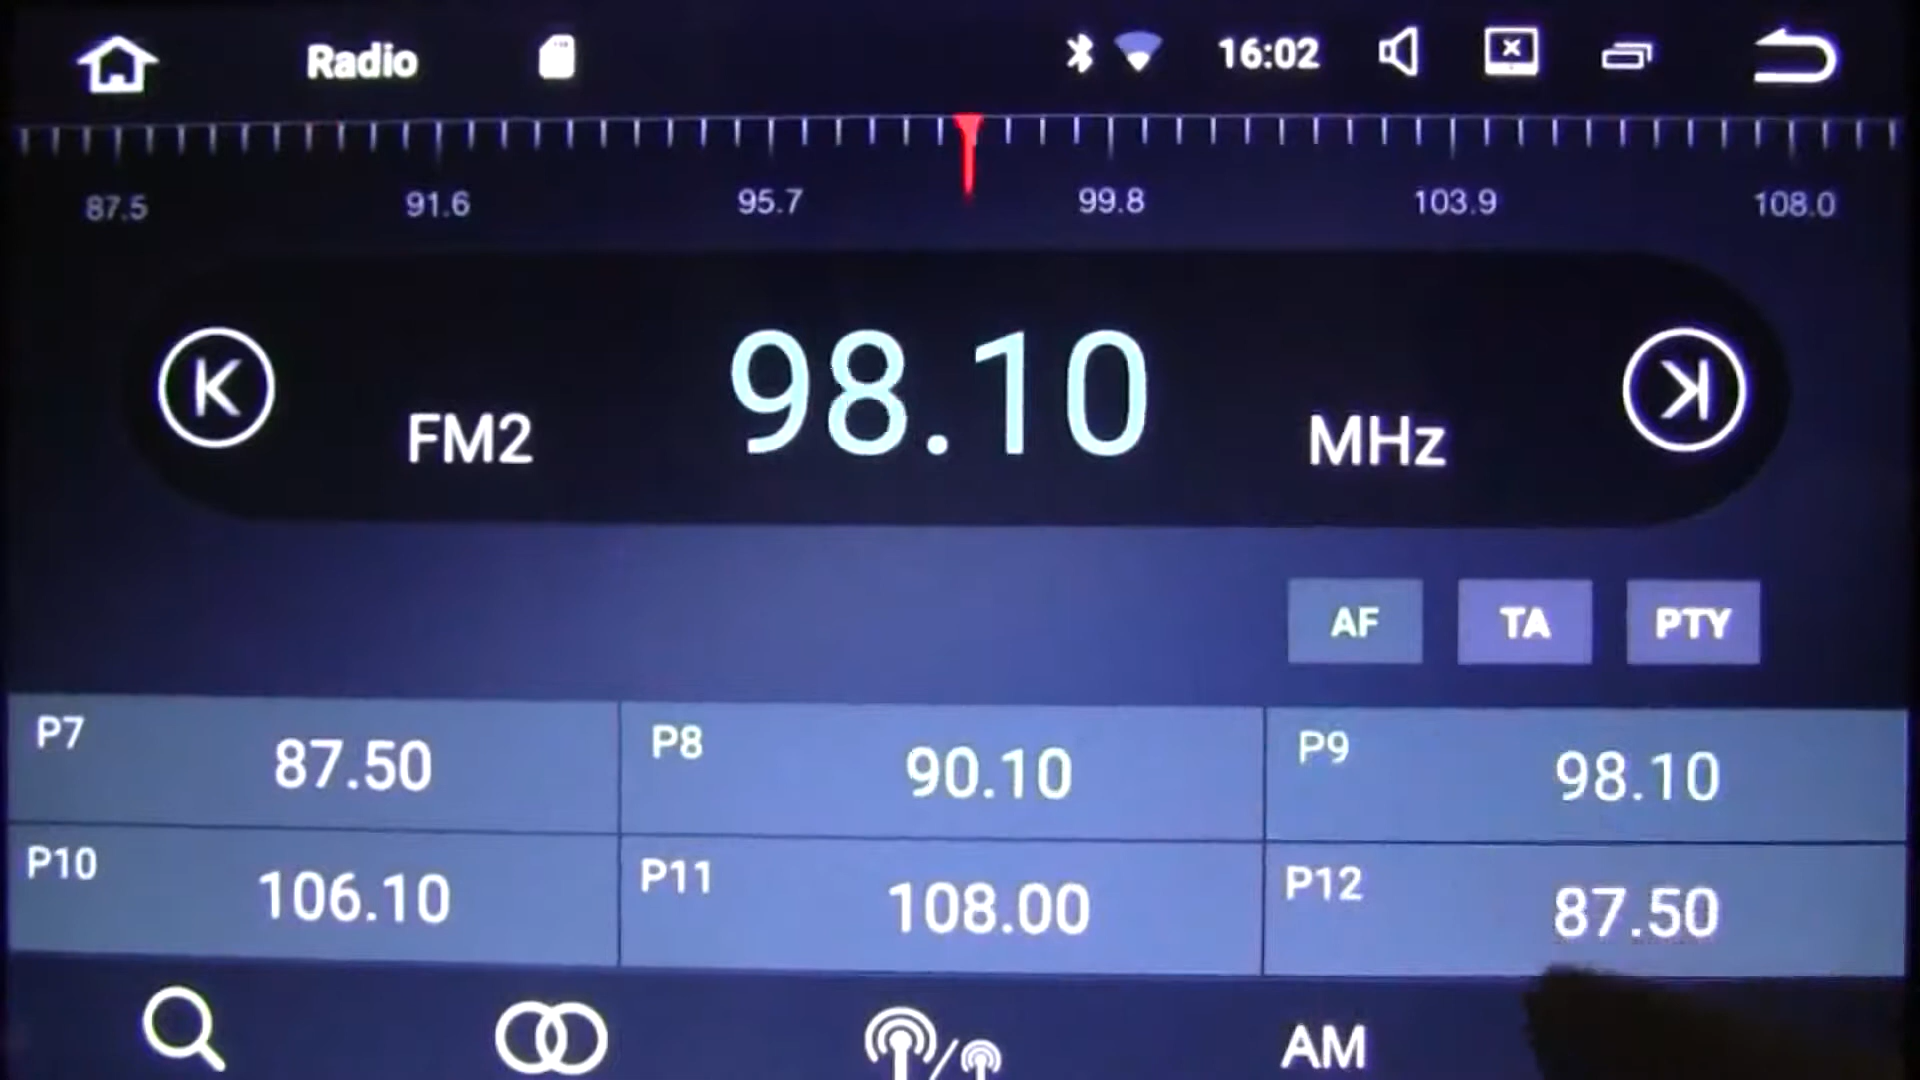 Radio 16:02
87.5 91.6 95.7 99.8 103.9 108.0
FM2 98.10 MHz
AF TA PTY
P7 87.50 P8 90.10 P9 98.10
P10 106.10 P11 108.00 P12 87.50
AM